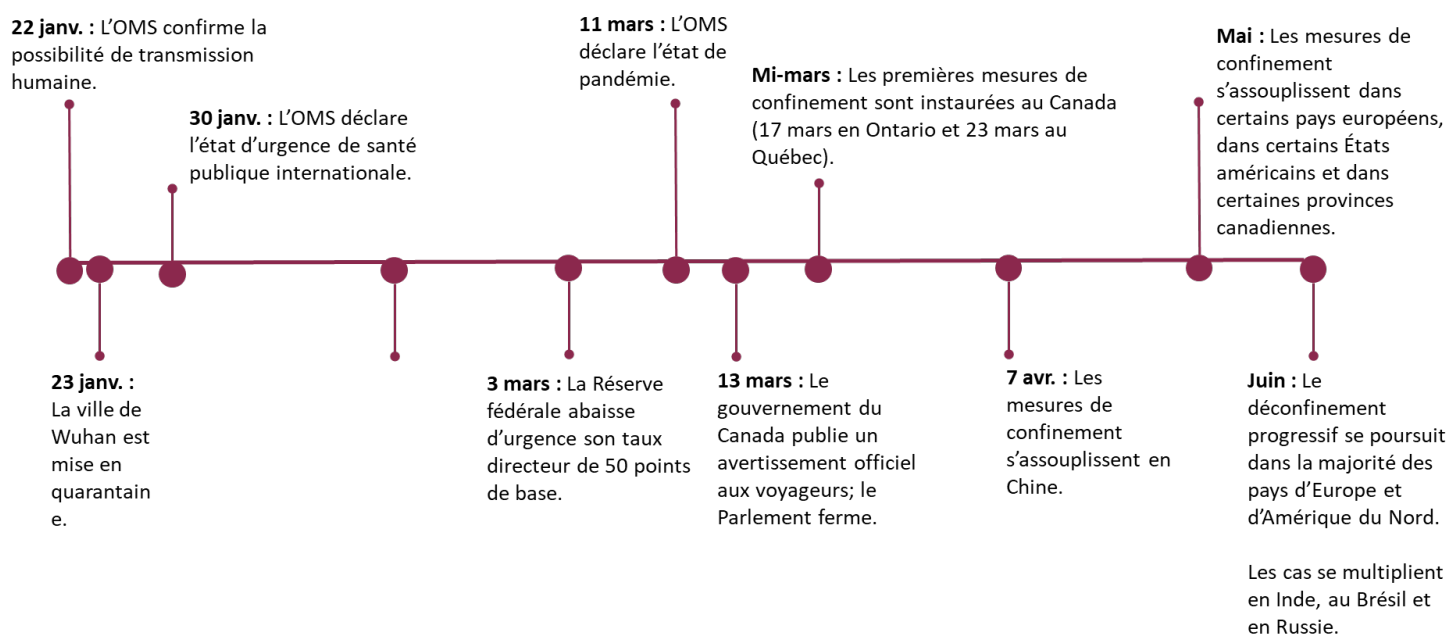 22 janv. : L’OMS confirme la
possibilité de transmission
humaine.
23 janv. :
La ville de
Wuhan est
mise en
quarantain
e.
30 janv. : L’OMS déclare
l’état d’urgence de santé
publique internationale.
3 mars : La Réserve
fédérale abaisse
d’urgence son taux
directeur de 50 points
de base.
11 mars : L’OMS
déclare l’état de
pandémie.
13 mars : Le
gouvernement du
Canada publie un
avertissement officiel
aux voyageurs; le
Parlement ferme.
Mi-mars : Les premières mesures de
confinement sont instaurées au Canada
(17 mars en Ontario et 23 mars au
Québec).
7 avr. : Les
mesures de
confinement
s’assouplissent en
Chine.
Mai : Les mesures de
confinement
s’assouplissent dans
certains pays européens,
dans certains États
américains et dans
certaines provinces
canadiennes.
Juin : Le
déconfinement
progressif se poursuit
dans la majorité des
pays d’Europe et
d’Amérique du Nord.
Les cas se multiplient
en Inde, au Brésil et
en Russie.